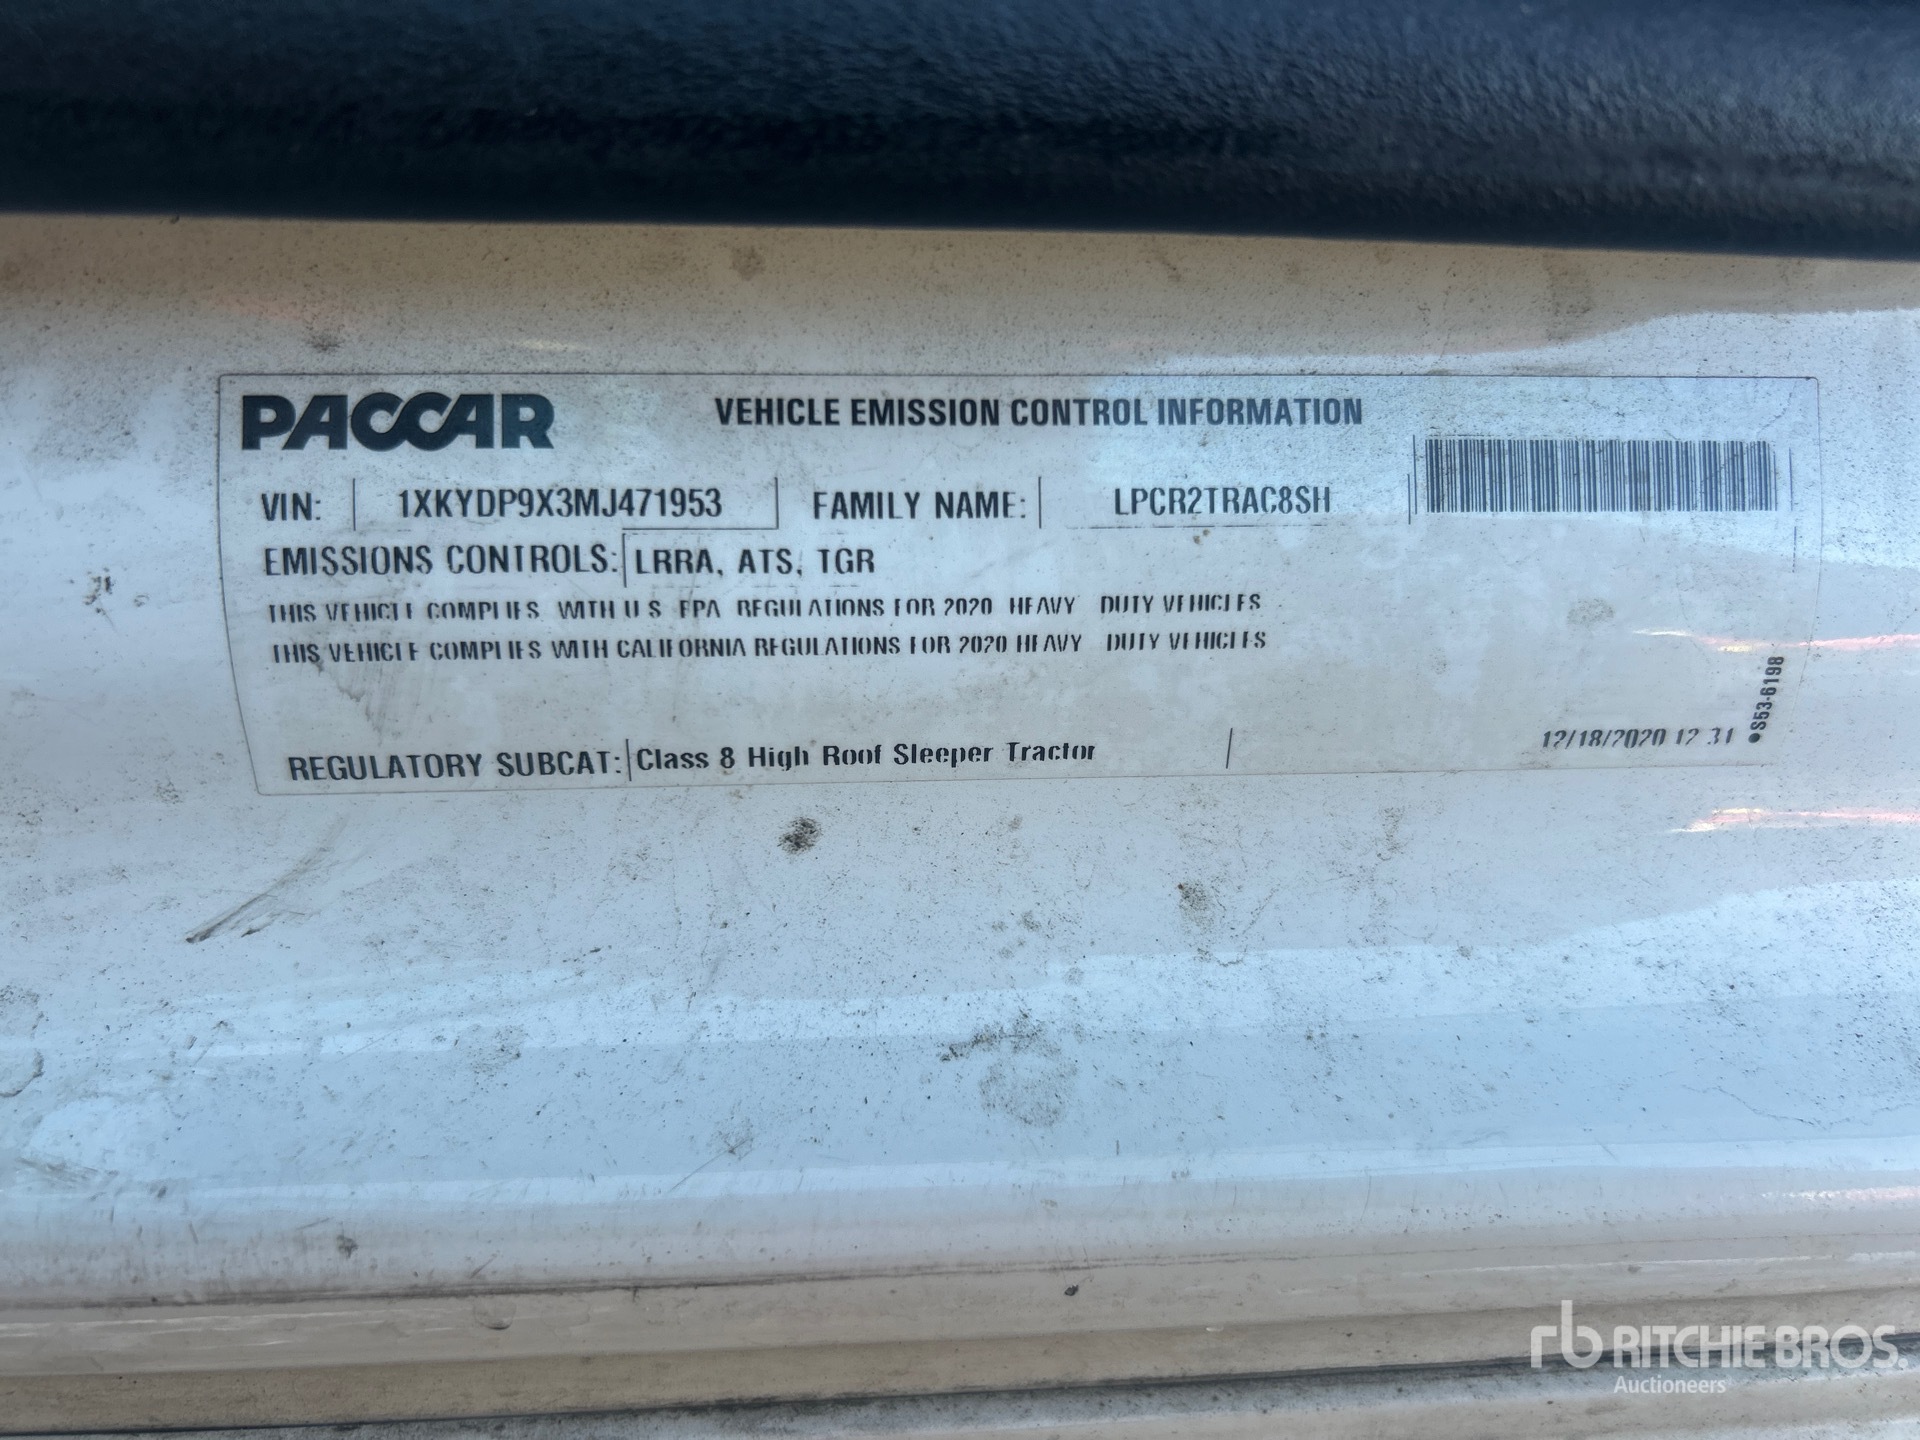 PACCAR VEHICLE EMISSION CONTROL INFORMATION
VIN: 1XKYDP9X3MJ471953 FAMILY NAME: LPCR2TRAC8SH
EMISSIONS CONTROLS: LRRA, ATS, TGR
THIS VEHICLE COMPLIES WITH U.S. EPA REGULATIONS FOR 2020 HEAVY DUTY VEHICLES
THIS VEHICLE COMPLIES WITH CALIFORNIA REGULATIONS FOR 2020 HEAVY DUTY VEHICLES
REGULATORY SUBCAT: Class 8 High Roof Sleeper Tractor
12/18/2020 12 31
•S53-6198
rb RITCHIE BROS.
Auctioneers